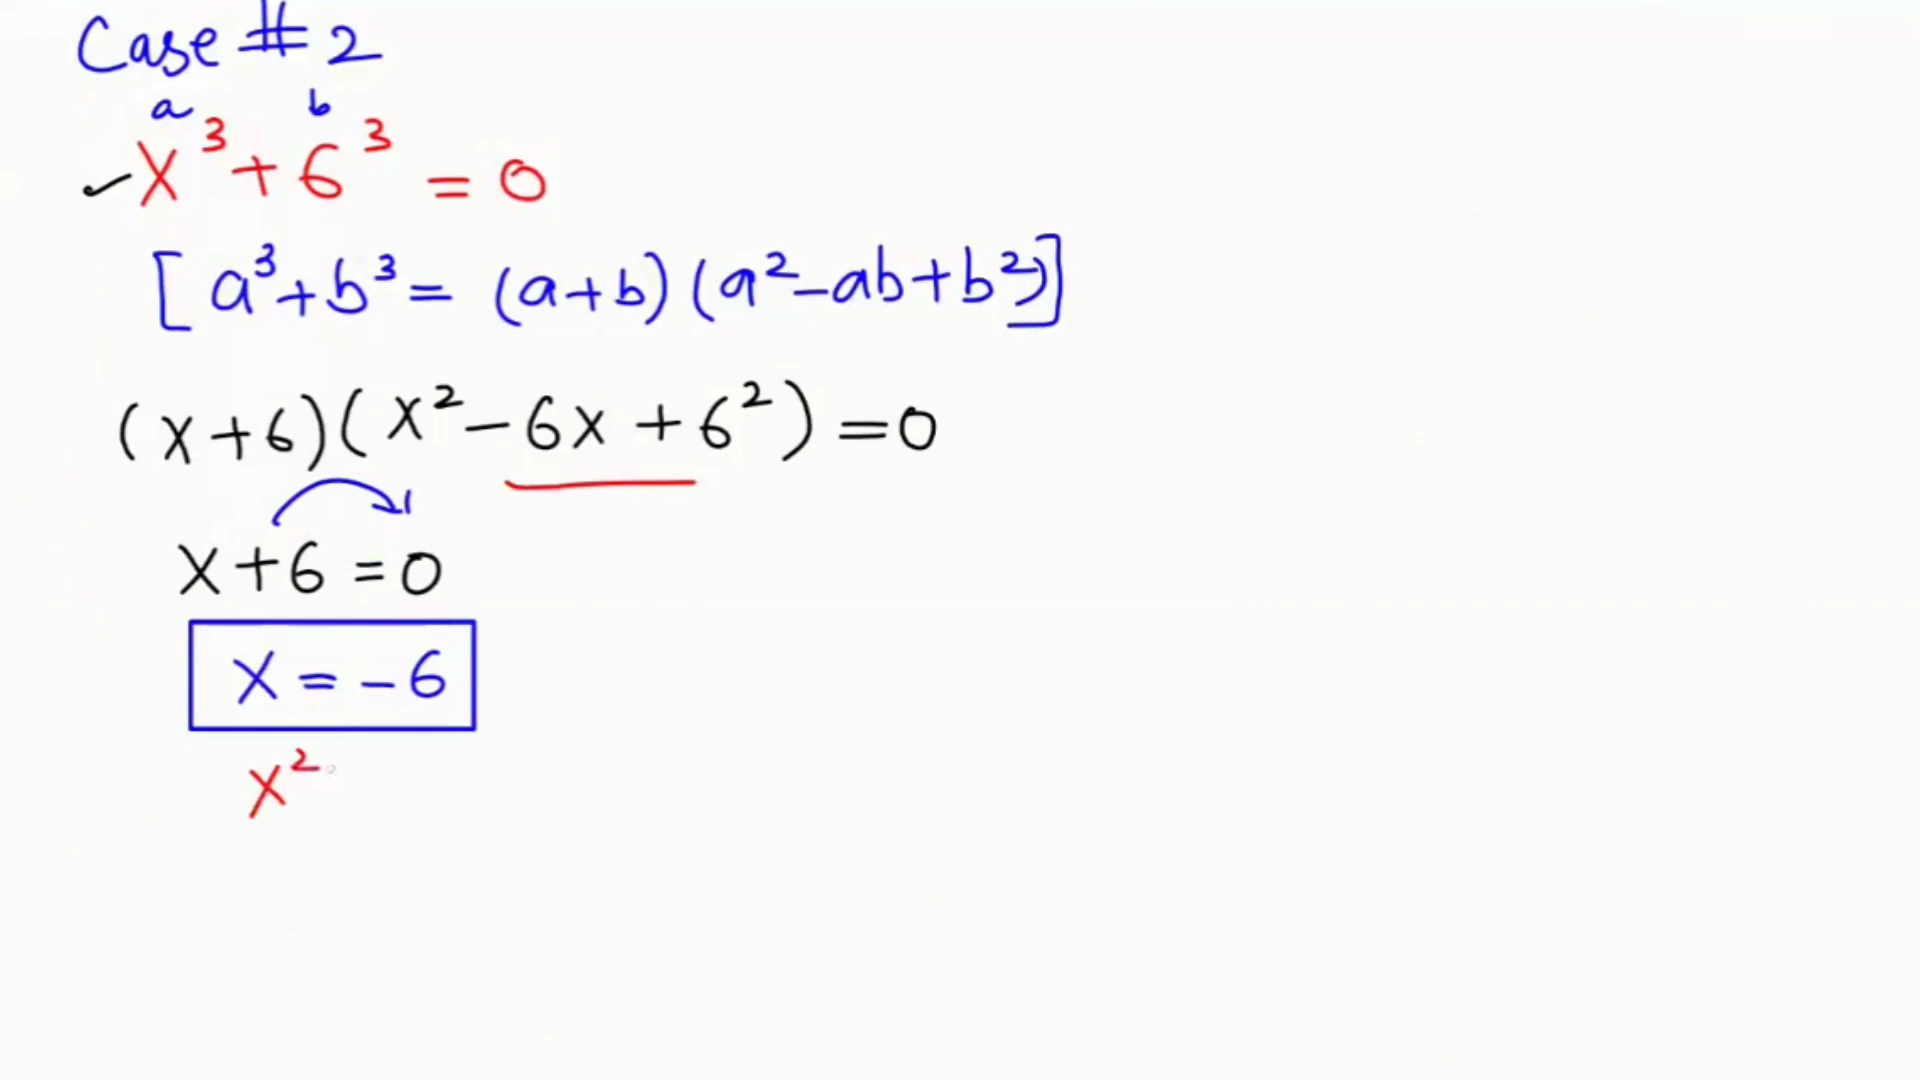 Case #2
a b
x³+6³ = 0
[a³+b³= (a+b)(a²-ab+b²)]
(x+6)(x²-6x+6²)=0
x+6=0
x=-6
x²